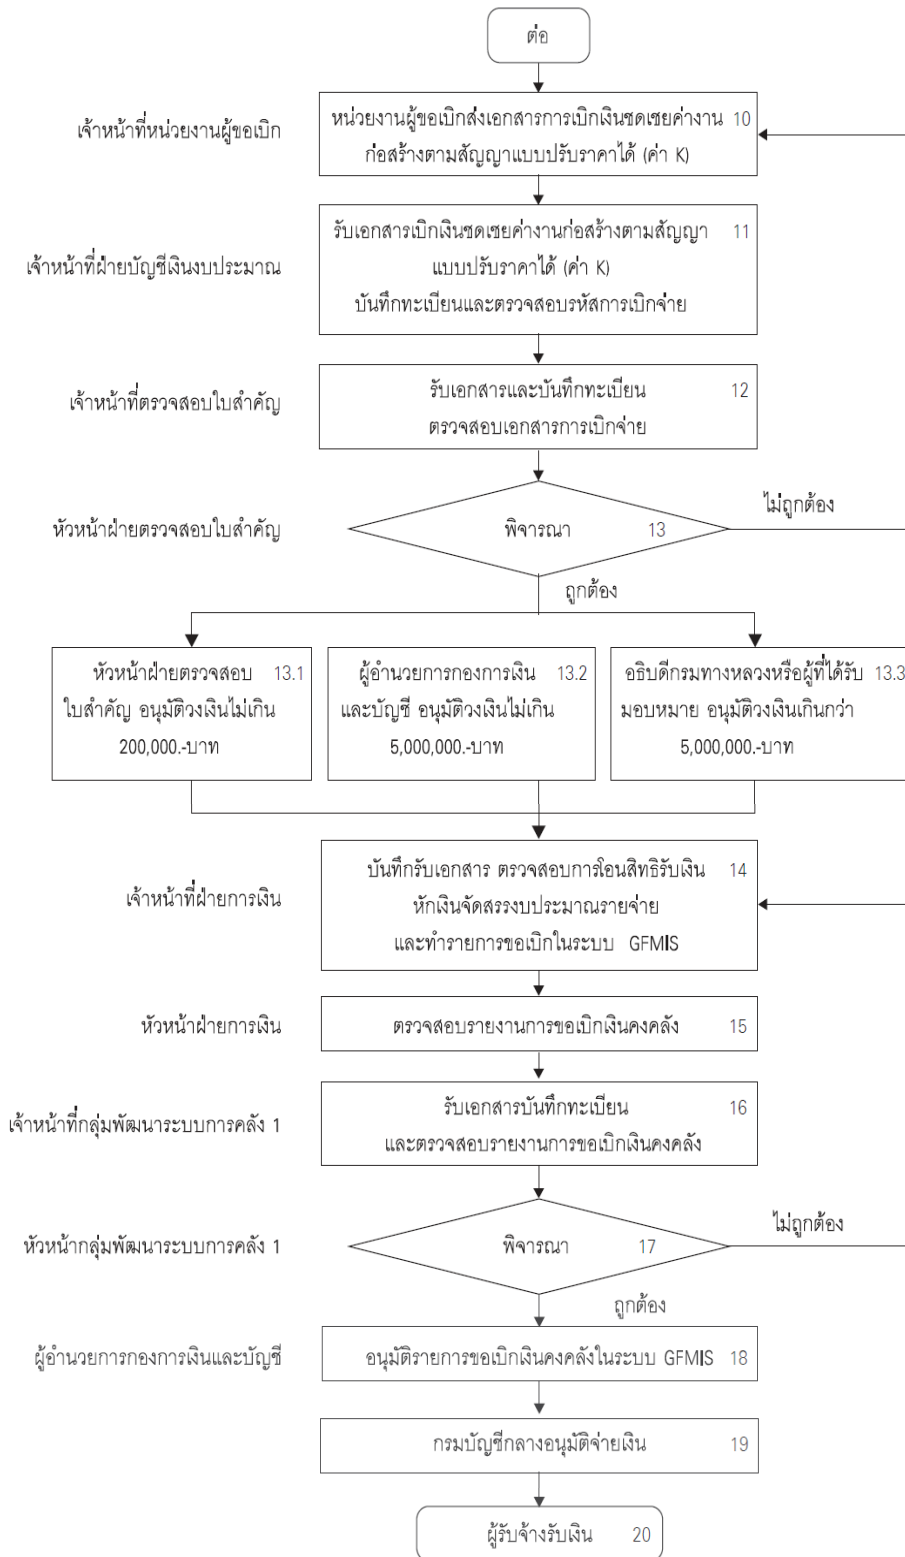 ต่อ
เจ้าหน้าที่หน่วยงานผู้ขอเบิก
หน่วยงานผู้ขอเบิกส่งเอกสารการเบิกเงินชดเชยค่างาน 10
ก่อสร้างตามสัญญาแบบปรับราคาได้ (ค่า K)
เจ้าหน้าที่ฝ่ายบัญชีเงินงบประมาณ
รับเอกสารเบิกเงินชดเชยค่างานก่อสร้างตามสัญญา 11
แบบปรับราคาได้ (ค่า K)
บันทึกทะเบียนและตรวจสอบรหัสการเบิกจ่าย
เจ้าหน้าที่ตรวจสอบใบสำคัญ
รับเอกสารและบันทึกทะเบียน 12
ตรวจสอบเอกสารการเบิกจ่าย
หัวหน้าฝ่ายตรวจสอบใบสำคัญ
พิจารณา 13
ไม่ถูกต้อง
ถูกต้อง
หัวหน้าฝ่ายตรวจสอบ 13.1
ใบสำคัญ อนุมัติวงเงินไม่เกิน
200,000.-บาท
ผู้อำนวยการกองการเงิน 13.2
และบัญชี อนุมัติวงเงินไม่เกิน
5,000,000.-บาท
อธิบดีกรมทางหลวงหรือผู้ที่ได้รับ 13.3
มอบหมาย อนุมัติวงเงินเกินกว่า
5,000,000.-บาท
เจ้าหน้าที่ฝ่ายการเงิน
บันทึกรับเอกสาร ตรวจสอบการโอนสิทธิรับเงิน 14
หักเงินจัดสรรงบประมาณรายจ่าย
และทำรายการขอเบิกในระบบ GFMIS
หัวหน้าฝ่ายการเงิน
ตรวจสอบรายงานการขอเบิกเงินคงคลัง 15
เจ้าหน้าที่กลุ่มพัฒนาระบบการคลัง 1
รับเอกสารบันทึกทะเบียน 16
และตรวจสอบรายงานการขอเบิกเงินคงคลัง
หัวหน้ากลุ่มพัฒนาระบบการคลัง 1
พิจารณา 17
ไม่ถูกต้อง
ถูกต้อง
ผู้อำนวยการกองการเงินและบัญชี
อนุมัติรายการขอเบิกเงินคงคลังในระบบ GFMIS 18
กรมบัญชีกลางอนุมัติจ่ายเงิน 19
ผู้รับจ้างรับเงิน 20